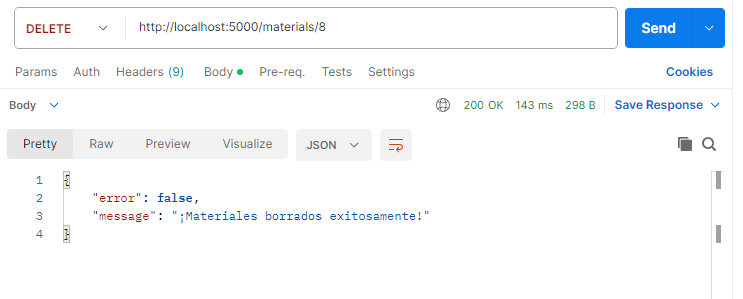 DELETE http://localhost:5000/materials/8 Send
Params Auth Headers (9) Body Pre-req. Tests Settings Cookies
Body 200 OK 143 ms 298 B Save Response
Pretty Raw Preview Visualize JSON
1 {
2 "error": false,
3 "message": "¡Materiales borrados exitosamente!"
4 }